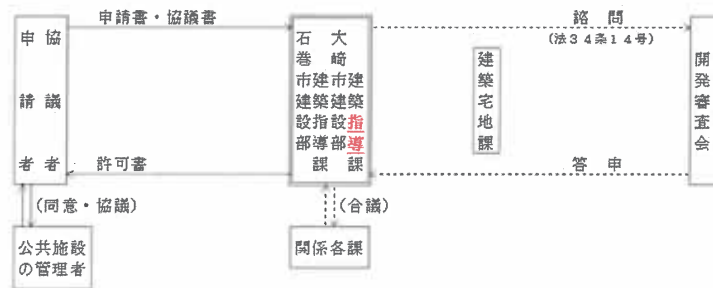 申請書・協議書
諮問
(法34条14号)
申請者
協議者
石巻市建設部
建築指導課
大崎市建設部
建築指導課
建築宅地課
開発審査会
許可書
答申
(同意・協議)
(合議)
公共施設
の管理者
関係各課